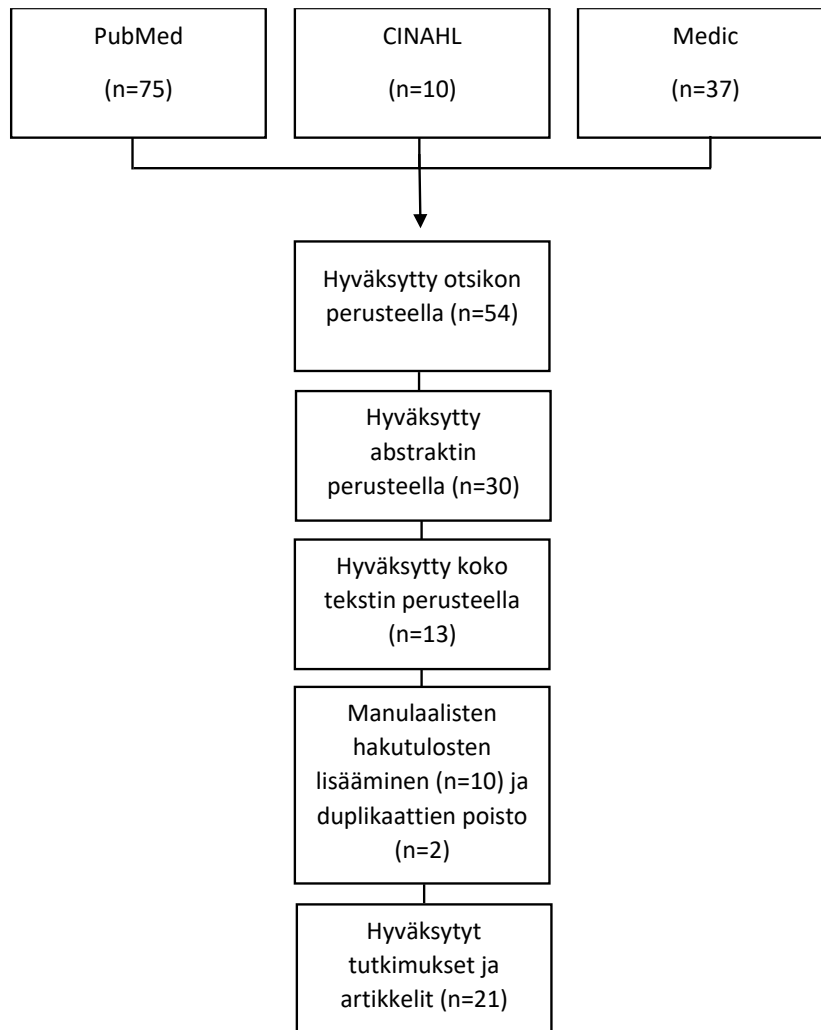 PubMed
(n=75)
CINAHL
(n=10)
Medic
(n=37)
Hyväksytty otsikon
perusteella (n=54)
Hyväksytty
abstraktin
perusteella (n=30)
Hyväksytty koko
tekstin perusteella
(n=13)
Manulaalisten
hakutulosten
lisääminen (n=10) ja
duplikaattien poisto
(n=2)
Hyväksytyt
tutkimukset ja
artikkelit (n=21)